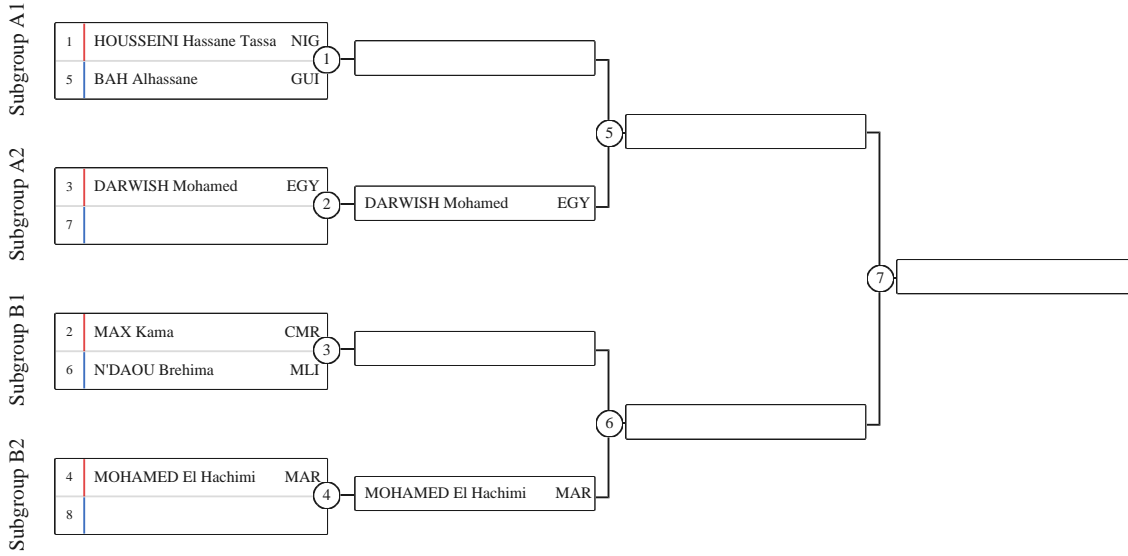 Subgroup A1
1 HOUSSEINI Hassane Tassa NIG
5 BAH Alhassane GUI
1
5
Subgroup A2
3 DARWISH Mohamed EGY
7
2
DARWISH Mohamed EGY
7
Subgroup B1
2 MAX Kama CMR
6 N'DAOU Brehima MLI
3
6
Subgroup B2
4 MOHAMED El Hachimi MAR
8
4
MOHAMED El Hachimi MAR